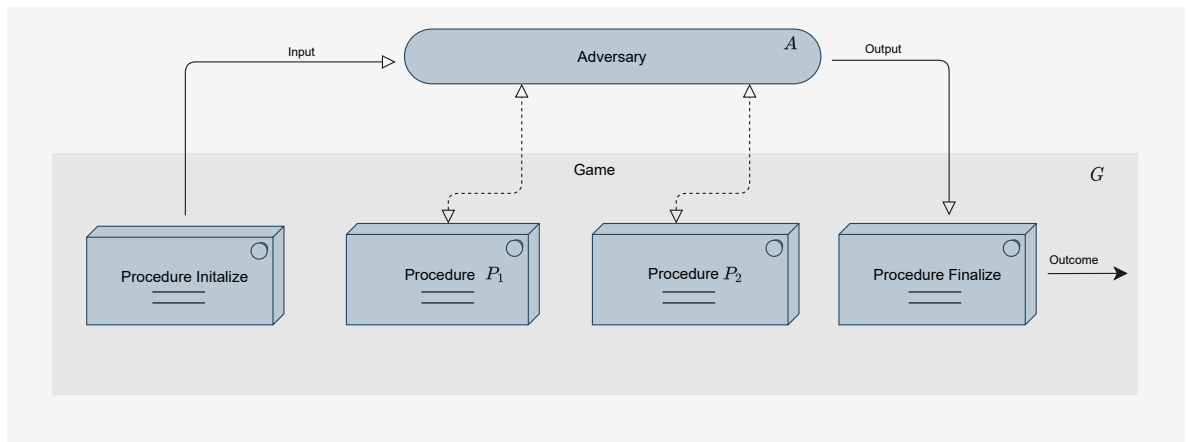 A
Input
Adversary
Output
Game
G
Procedure Initalize
Procedure P₁
Procedure P₂
Procedure Finalize
Outcome